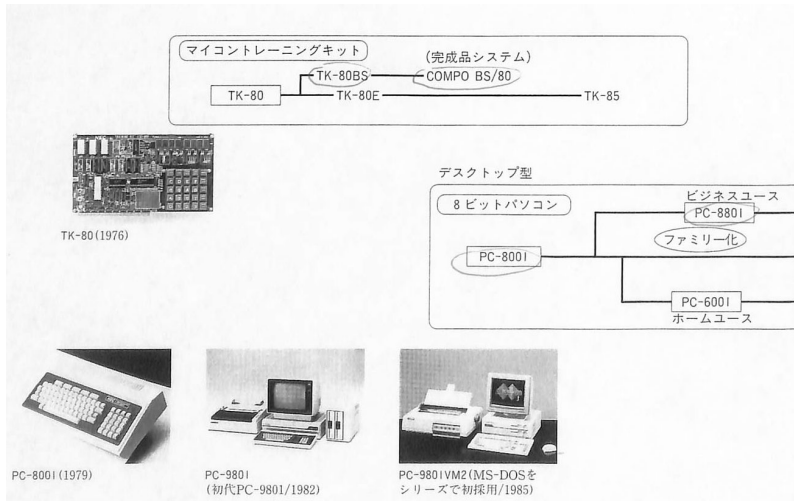 マイコントレーニングキット
(完成品システム)
TK-80BS
COMPO BS/80
TK-80
TK-80E
TK-85
TK-80(1976)
デスクトップ型
8ビットパソコン
ビジネスユース
PC-8801
ファミリー化
PC-8001
PC-6001
ホームユース
PC-8001(1979)
PC-9801
(初代PC-9801/1982)
PC-9801VM2(MS-DOSを
シリーズで初採用/1985)